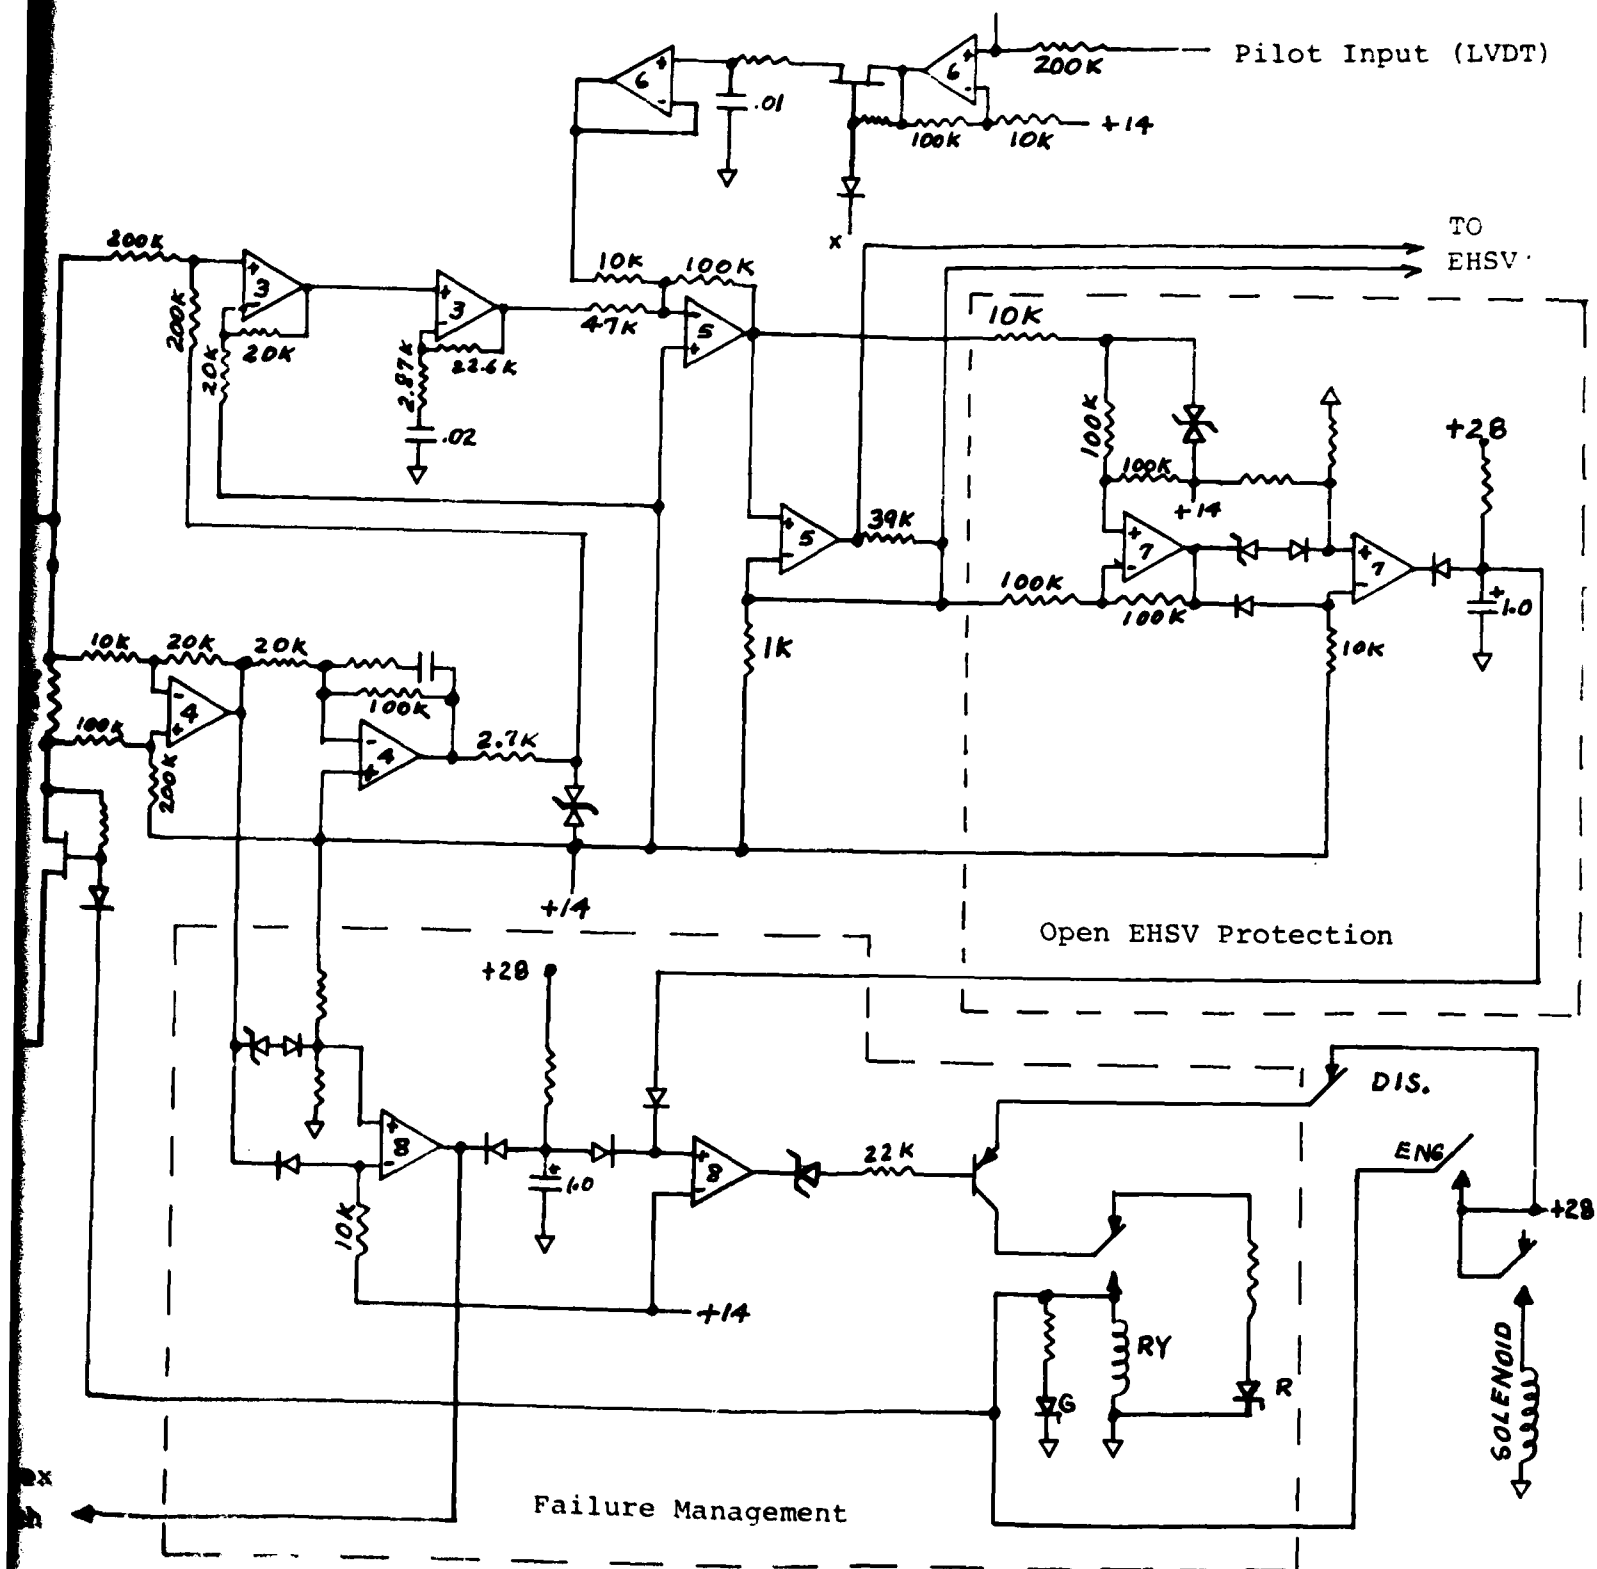 Pilot Input (LVDT)
200K
6
6
.01
100K
10K
+14
x
TO
EHSV
200K
3
200K
20K
20K
3
2.87K
22.6K
.02
10K
100K
47K
5
10K
100K
100K
+14
+28
5
39K
7
7
100K
100K
1.0
10K
1K
10K
20K
20K
100K
4
200K
100K
4
2.7K
+14
Open EHSV Protection
+28
DIS.
ENG
+28
8
1.0
8
22K
10K
+14
RY
G
R
SOLENOID
Failure Management